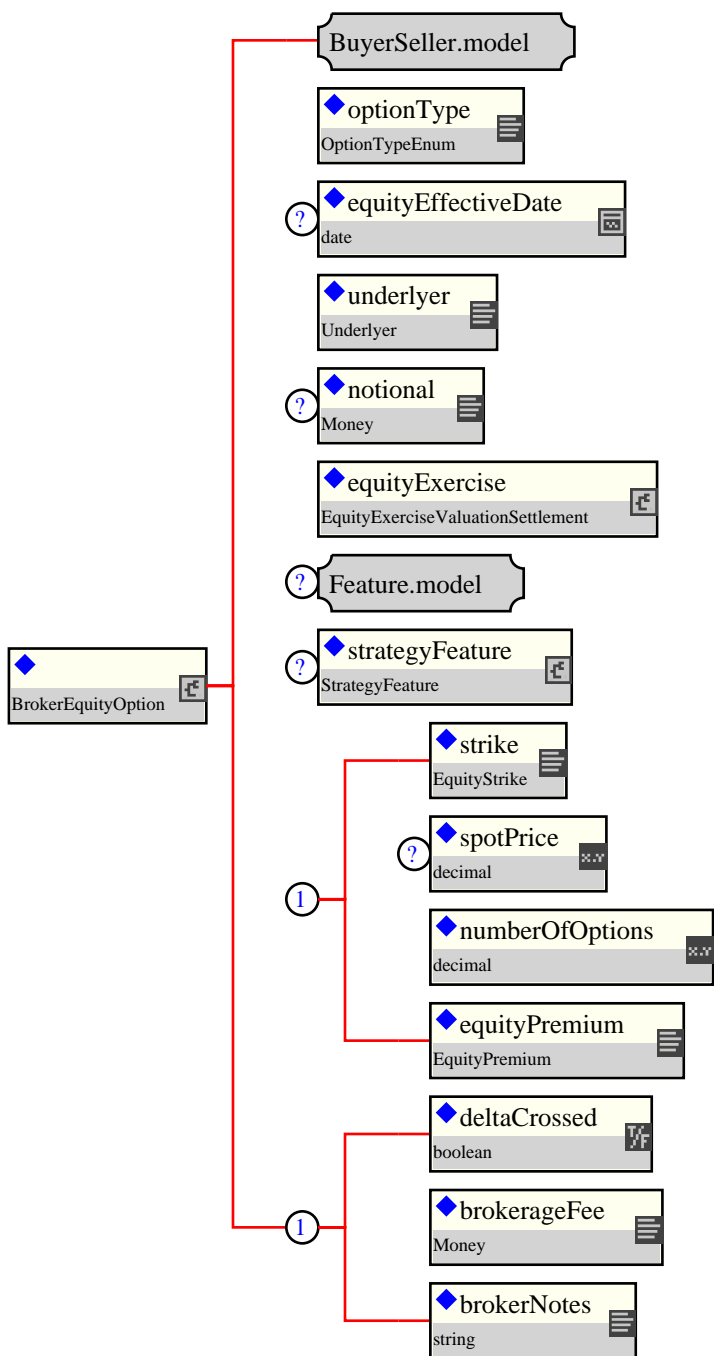 BuyerSeller.model
optionType
OptionTypeEnum
?
equityEffectiveDate
date
underlyer
Underlyer
?
notional
Money
equityExercise
EquityExerciseValuationSettlement
?
Feature.model
?
strategyFeature
StrategyFeature
BrokerEquityOption
strike
EquityStrike
?
spotPrice
decimal
x.Y
1
numberOfOptions
decimal
x.Y
equityPremium
EquityPremium
deltaCrossed
boolean
T/F
1
brokerageFee
Money
brokerNotes
string